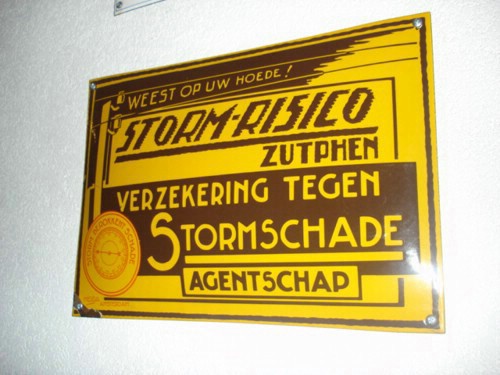 WEEST OP UW HOEDE!
STORM-RISICO
ZUTPHEN
VERZEKERING TEGEN
STORMSCHADE
AGENTSCHAP